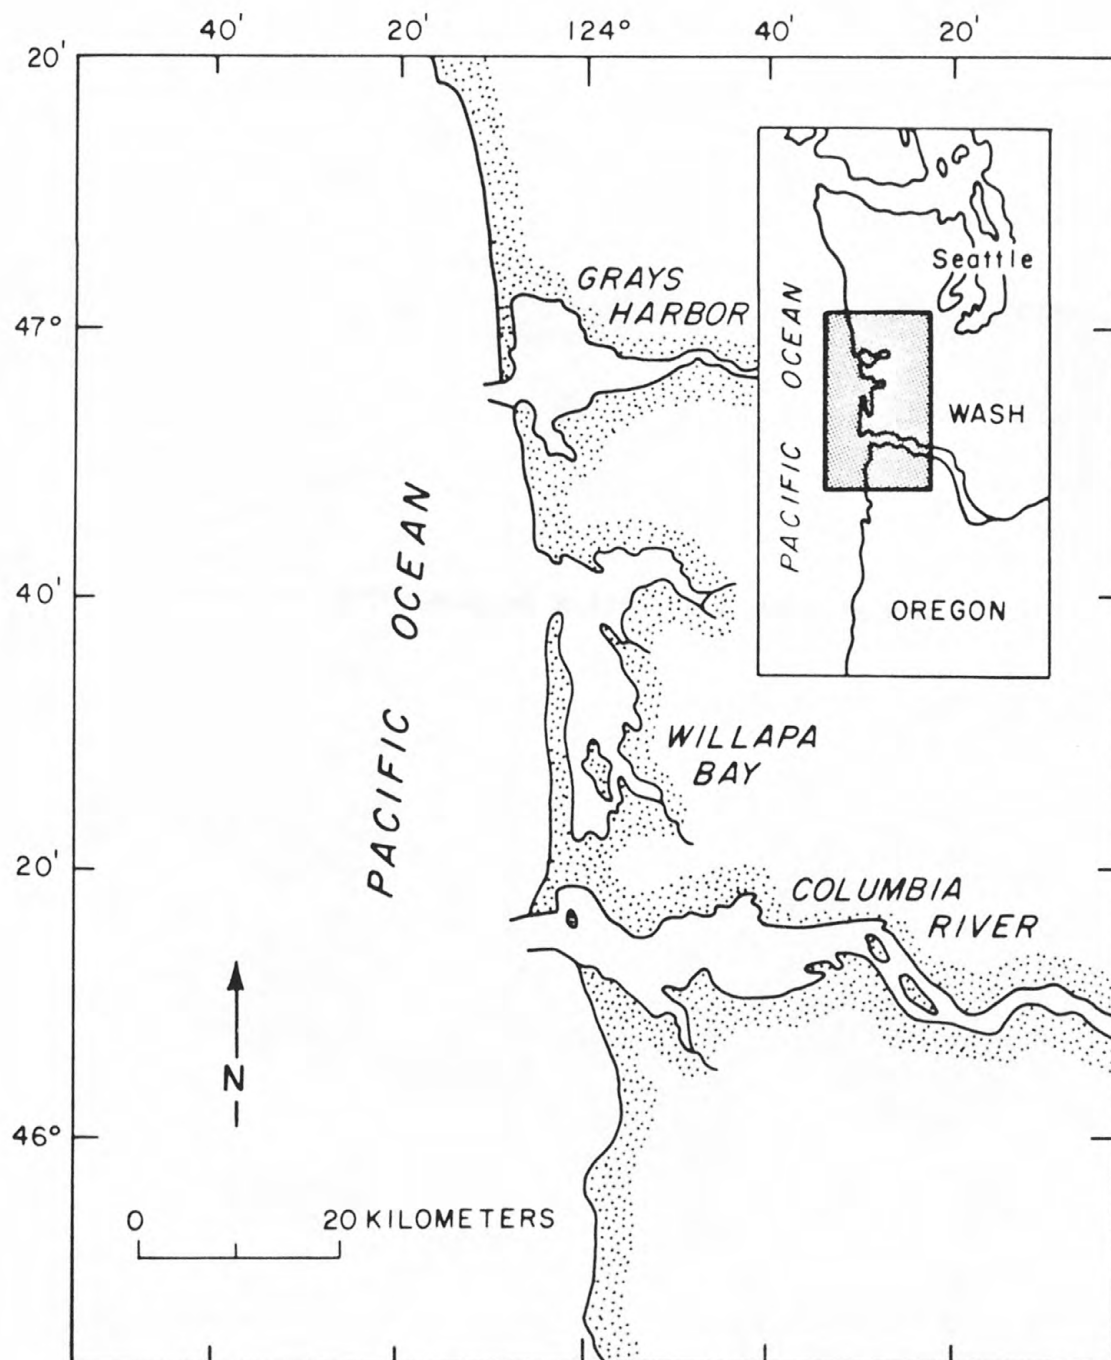 40' 20' 124° 40' 20'
20'
GRAYS
HARBOR
47°
Seattle
PACIFIC OCEAN
WASH
OREGON
40'
PACIFIC OCEAN
WILLAPA
BAY
20'
COLUMBIA
RIVER
N
46°
0 20 KILOMETERS